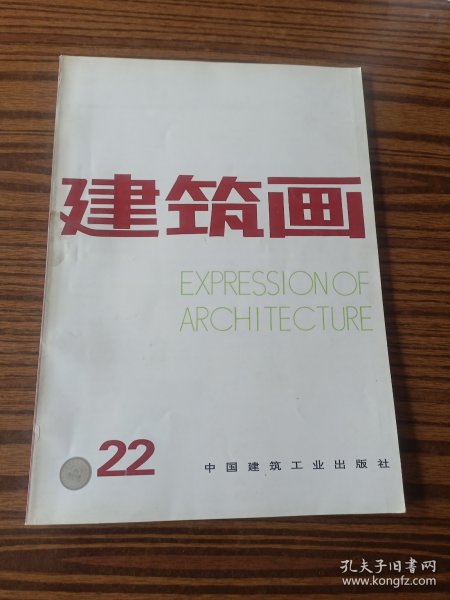 建筑画
EXPRESSION OF
ARCHITECTURE
22
中国建筑工业出版社
孔夫子旧书网
www.kongfz.com